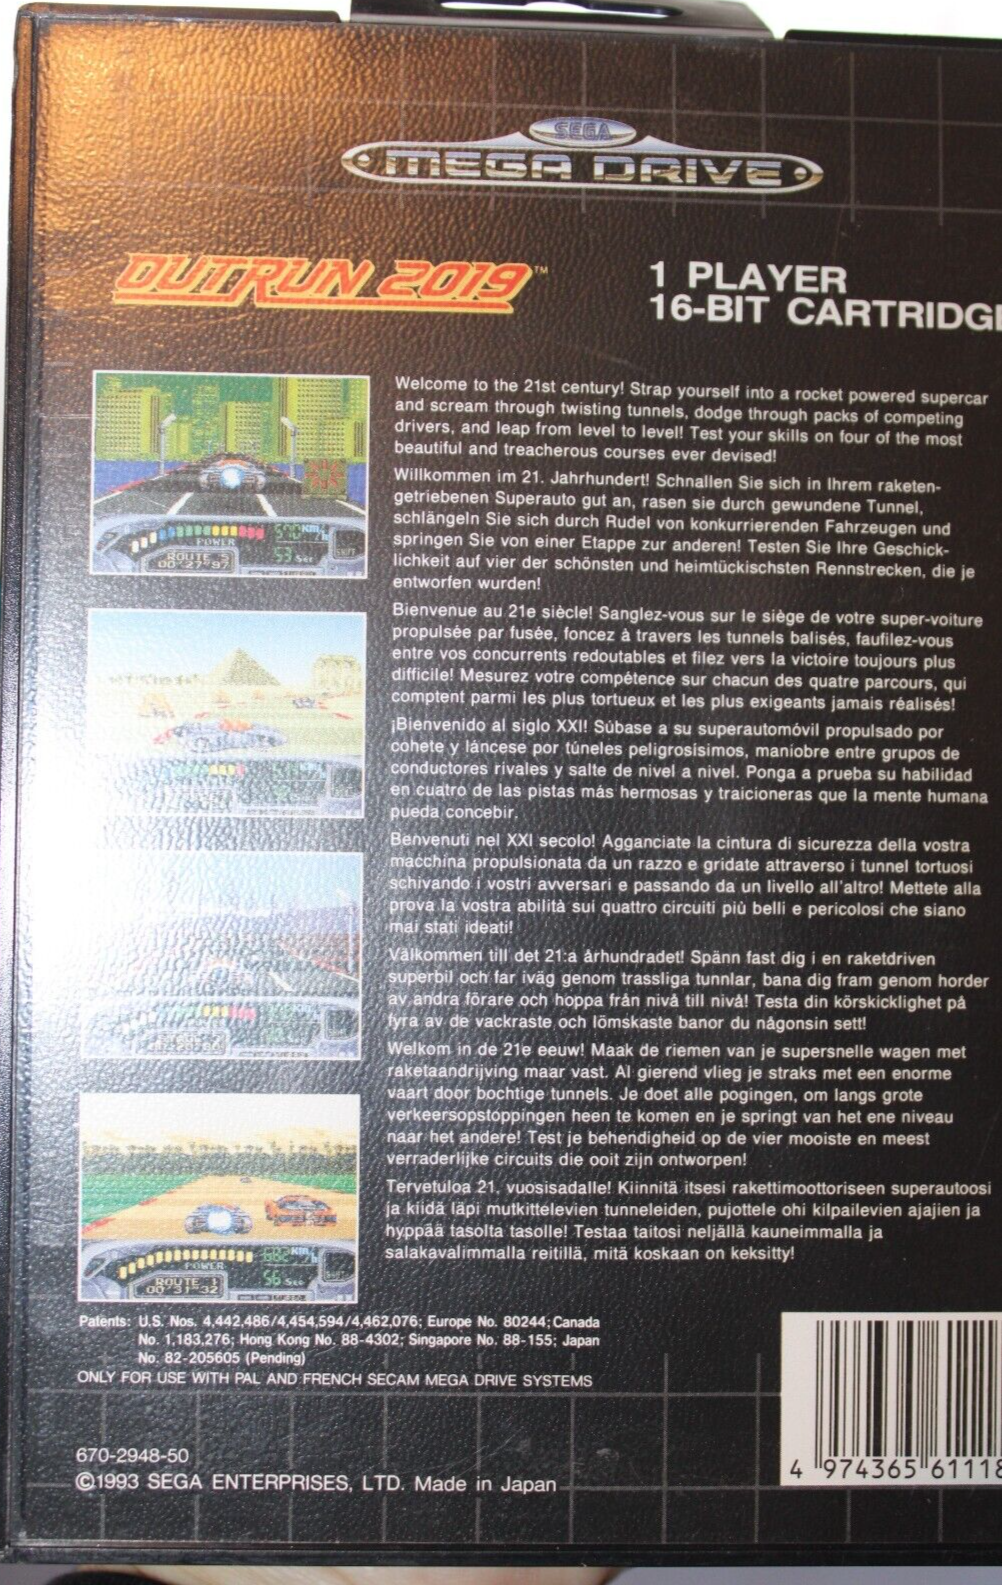 SEGA
MEGA DRIVE
OUTRUN 2019™
1 PLAYER
16-BIT
Welcome to the 21st century! Strap yourself into a rocket powered supercar
and scream through twisting tunnels, dodge through packs of competing
drivers, and leap from level to level! Test your skills on four of the most
beautiful and treacherous courses ever devised!
Willkommen im 21. Jahrhundert! Schnallen Sie sich in Ihrem raketen-
getriebenen Superauto gut an, rasen sie durch gewundene Tunnel,
schlängeln Sie sich durch Rudel von konkurrierenden Fahrzeugen und
springen Sie von einer Etappe zur anderen! Testen Sie Ihre Geschick-
lichkeit auf vier der schönsten und heimtückischsten Rennstrecken, die je
entworfen wurden!
Bienvenue au 21e siècle! Sanglez-vous sur le siège de votre super-voiture
propulsée par fusée, foncez à travers les tunnels balisés, faufilez-vous
entre vos concurrents redoutables et filez vers la victoire toujours plus
difficile! Mesurez votre compétence sur chacun des quatre parcours, qui
comptent parmi les plus tortueux et les plus exigeants jamais réalisés!
¡Bienvenido al siglo XXI! Súbase a su superautomóvil propulsado por
cohete y láncese por túneles peligrosísimos, maniobre entre grupos de
conductores rivales y salte de nivel a nivel. Ponga a prueba su habilidad
en cuatro de las pistas más hermosas y traicioneras que la mente humana
pueda concebir.
Benvenuti nel XXI secolo! Agganciate la cintura di sicurezza della vostra
macchina propulsionata da un razzo e gridate attraverso i tunnel tortuosi
schivando i vostri avversari e passando da un livello all'altro! Mettete alla
prova la vostra abilità sui quattro circuiti più belli e pericolosi che siano
mai stati ideati!
Välkommen till det 21:a århundradet! Spänn fast dig i en raketdriven
superbil och far iväg genom trassliga tunnlar, bana dig fram genom horder
av andra förare och hoppa från nivå till nivå! Testa din körskicklighet på
fyra av de vackraste och lömskaste banor du någonsin sett!
Welkom in de 21e eeuw! Maak de riemen van je supersnelle wagen met
raketaandrijving maar vast. Al gierend vlieg je straks met een enorme
vaart door bochtige tunnels. Je doet alle pogingen, om langs grote
verkeersopstoppingen heen te komen en je springt van het ene niveau
naar het andere! Test je behendigheid op de vier mooiste en meest
verraderlijke circuits die ooit zijn ontworpen!
Tervetuloa 21. vuosisadalle! Kiinnitä itsesi rakettimoottoriseen superautoosi
ja kiidä läpi mutkittelevien tunneleiden, pujottele ohi kilpailevien ajajien ja
hyppää tasolta tasolle! Testaa taitosi neljällä kauneimmalla ja
salakavalimmalla reitillä, mitä koskaan on keksitty!
570 KM/h
POWER
53 Sec
SHFT
ROUTE 5
00'27"97
682 KM/h
POWER
56 Sec
ROUTE 1
00'31"32
Patents: U.S. Nos. 4,442,486/4,454,594/4,462,076; Europe No. 80244; Canada
No. 1,183,276; Hong Kong No. 88-4302; Singapore No. 88-155; Japan
No. 82-205605 (Pending)
ONLY FOR USE WITH PAL AND FRENCH SECAM MEGA DRIVE SYSTEMS
670-2948-50
©1993 SEGA ENTERPRISES, LTD. Made in Japan
4 974365 61118